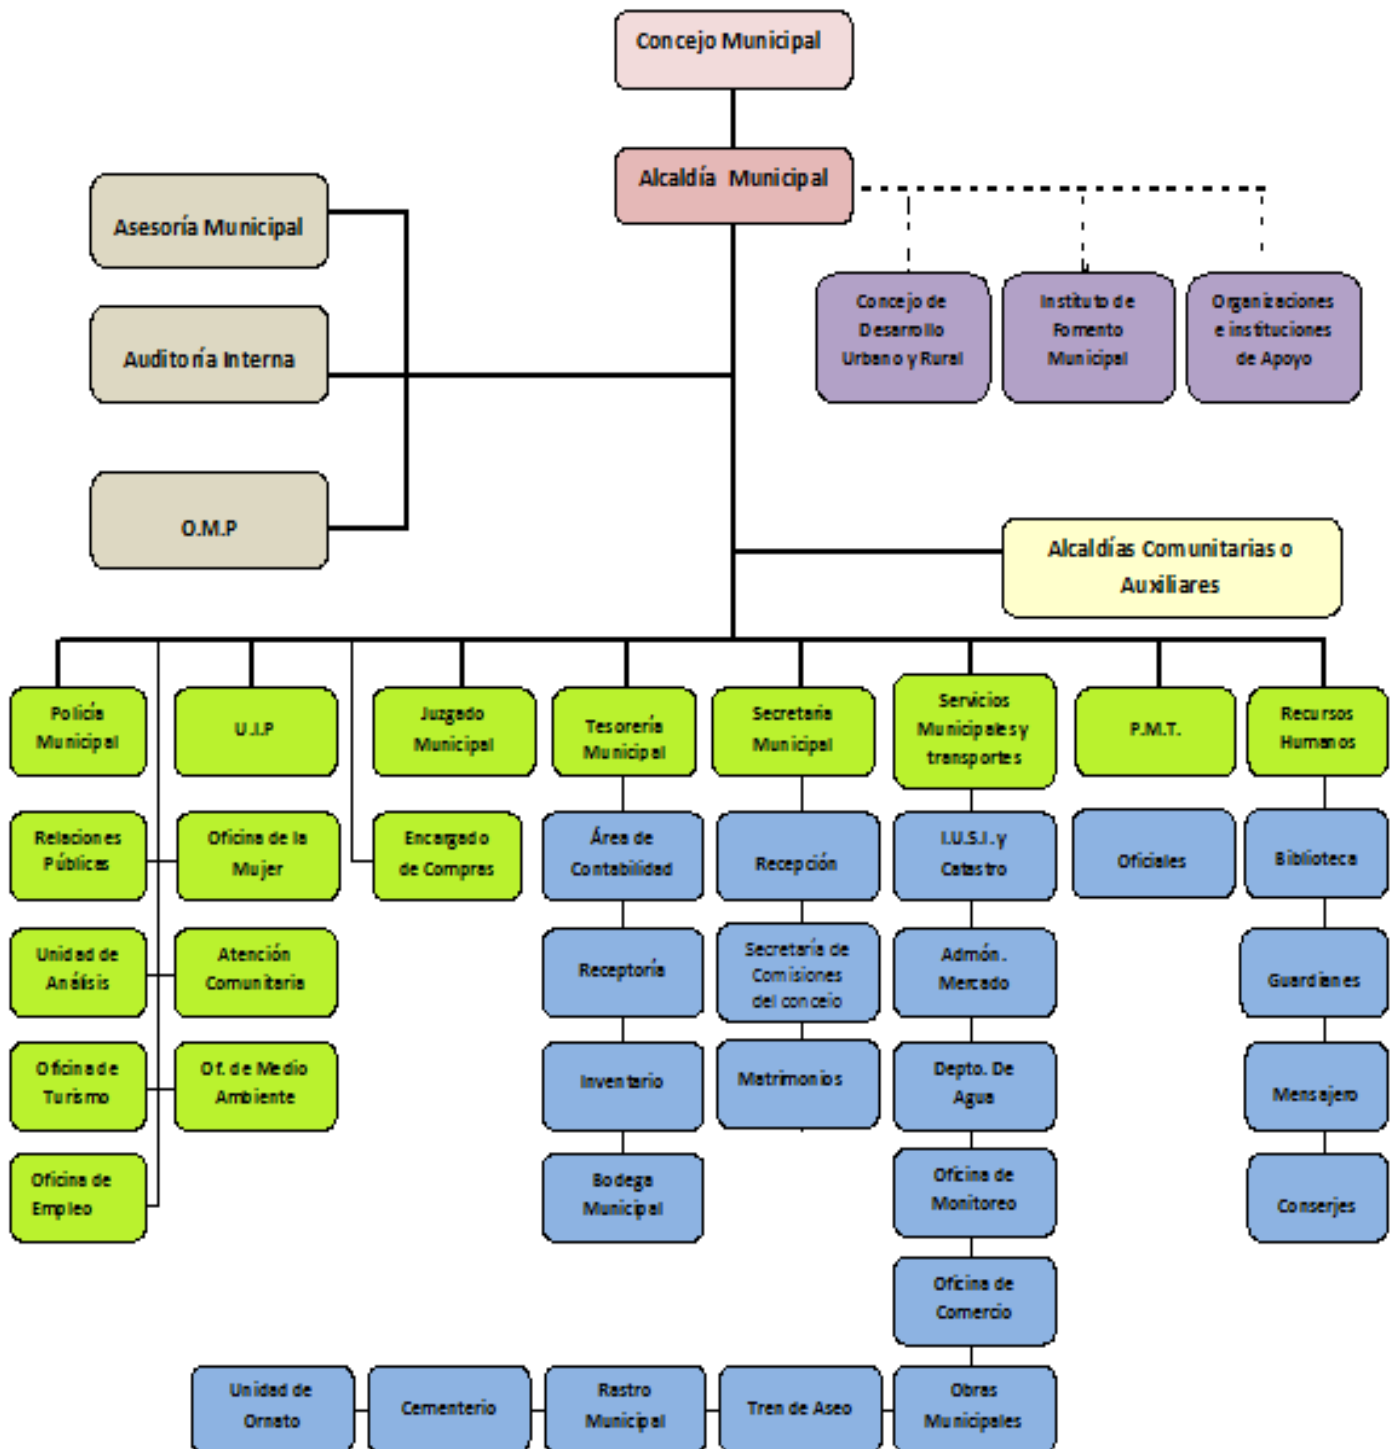 Concejo Municipal
Alcaldía Municipal
Asesoría Municipal
Auditoría Interna
O.M.P
Concejo de
Desarrollo
Urbano y Rural
Instituto de
Fomento
Municipal
Organizaciones
e instituciones
de Apoyo
Alcaldías Comunitarias o
Auxiliares
Policía
Municipal
U.I.P
Juzgado
Municipal
Tesorería
Municipal
Secretaria
Municipal
Servicios
Municipales y
transportes
P.M.T.
Recursos
Humanos
Relaciones
Públicas
Oficina de la
Mujer
Encargado
de Compras
Área de
Contabilidad
Recepción
I.U.S.I. y
Catastro
Oficiales
Biblioteca
Unidad de
Análisis
Atención
Comunitaria
Receptoría
Secretaría de
Comisiones
del concejo
Admón.
Mercado
Guardianes
Oficina de
Turismo
Of. de Medio
Ambiente
Inventario
Matrimonios
Depto. De
Agua
Mensajero
Oficina de
Empleo
Bodega
Municipal
Oficina de
Monitoreo
Conserjes
Oficina de
Comercio
Unidad de
Ornato
Cementerio
Rastro
Municipal
Tren de Aseo
Obras
Municipales